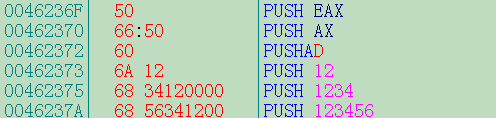 0046236F 50 PUSH EAX
00462370 66:50 PUSH AX
00462372 60 PUSHAD
00462373 6A 12 PUSH 12
00462375 68 34120000 PUSH 1234
0046237A 68 56341200 PUSH 123456